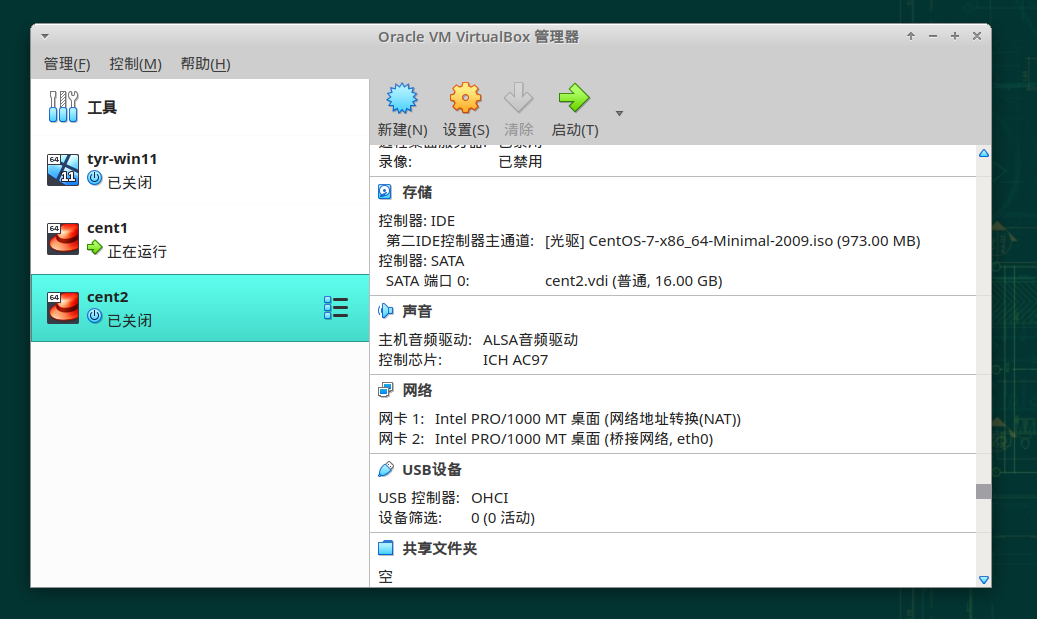 Oracle VM VirtualBox 管理器
管理(F) 控制(M) 帮助(H)
工具
新建(N) 设置(S) 清除 启动(T)
64
11
tyr-win11
已关闭
64
cent1
正在运行
64
cent2
已关闭
录像: 已禁用
存储
控制器: IDE
第二IDE控制器主通道: [光驱] CentOS-7-x86_64-Minimal-2009.iso (973.00 MB)
控制器: SATA
SATA 端口 0: cent2.vdi (普通, 16.00 GB)
声音
主机音频驱动: ALSA音频驱动
控制芯片: ICH AC97
网络
网卡 1: Intel PRO/1000 MT 桌面 (网络地址转换(NAT))
网卡 2: Intel PRO/1000 MT 桌面 (桥接网络, eth0)
USB设备
USB 控制器: OHCI
设备筛选: 0 (0 活动)
共享文件夹
空